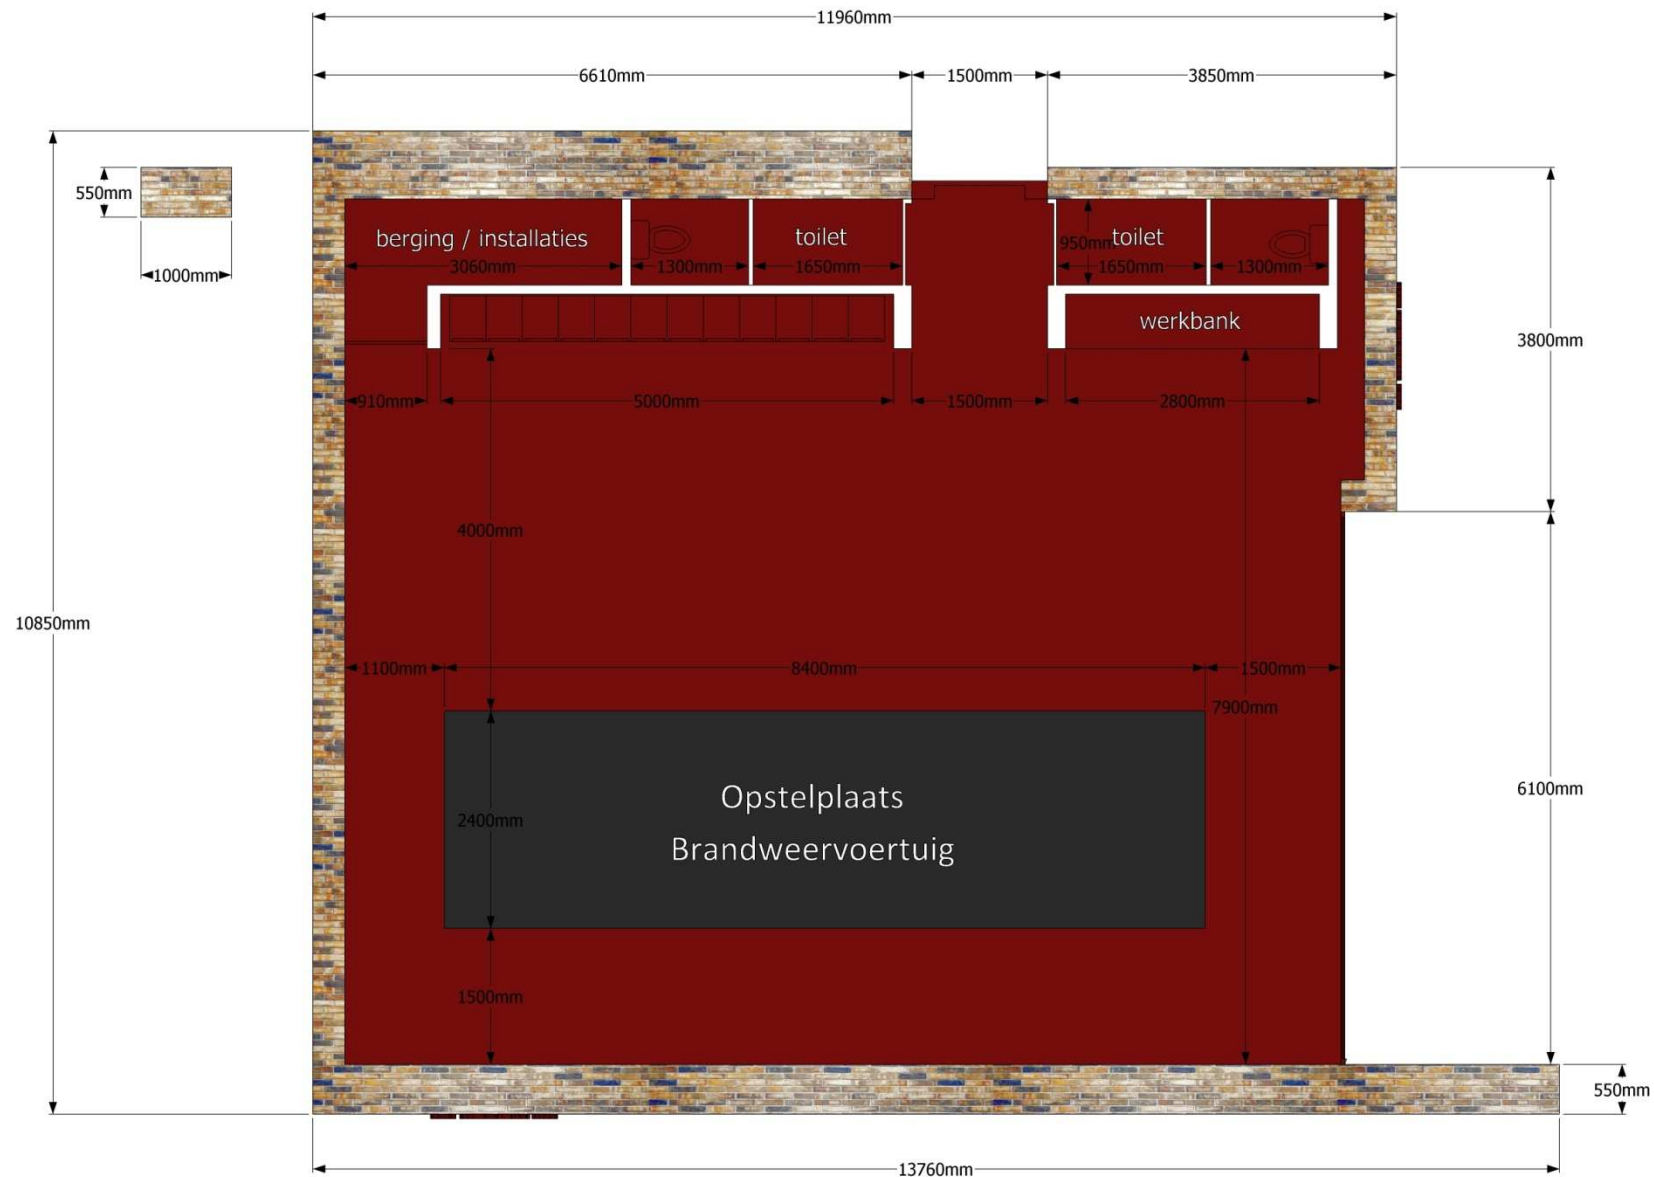 11960mm
6610mm
1500mm
3850mm
550mm
1000mm
berging / installaties
3060mm
1300mm
toilet
1650mm
950mm
toilet
1650mm
1300mm
werkbank
3800mm
910mm
5000mm
1500mm
2800mm
4000mm
10850mm
1100mm
8400mm
1500mm
7900mm
Opstelplaats
Brandweervoertuig
2400mm
6100mm
1500mm
550mm
13760mm